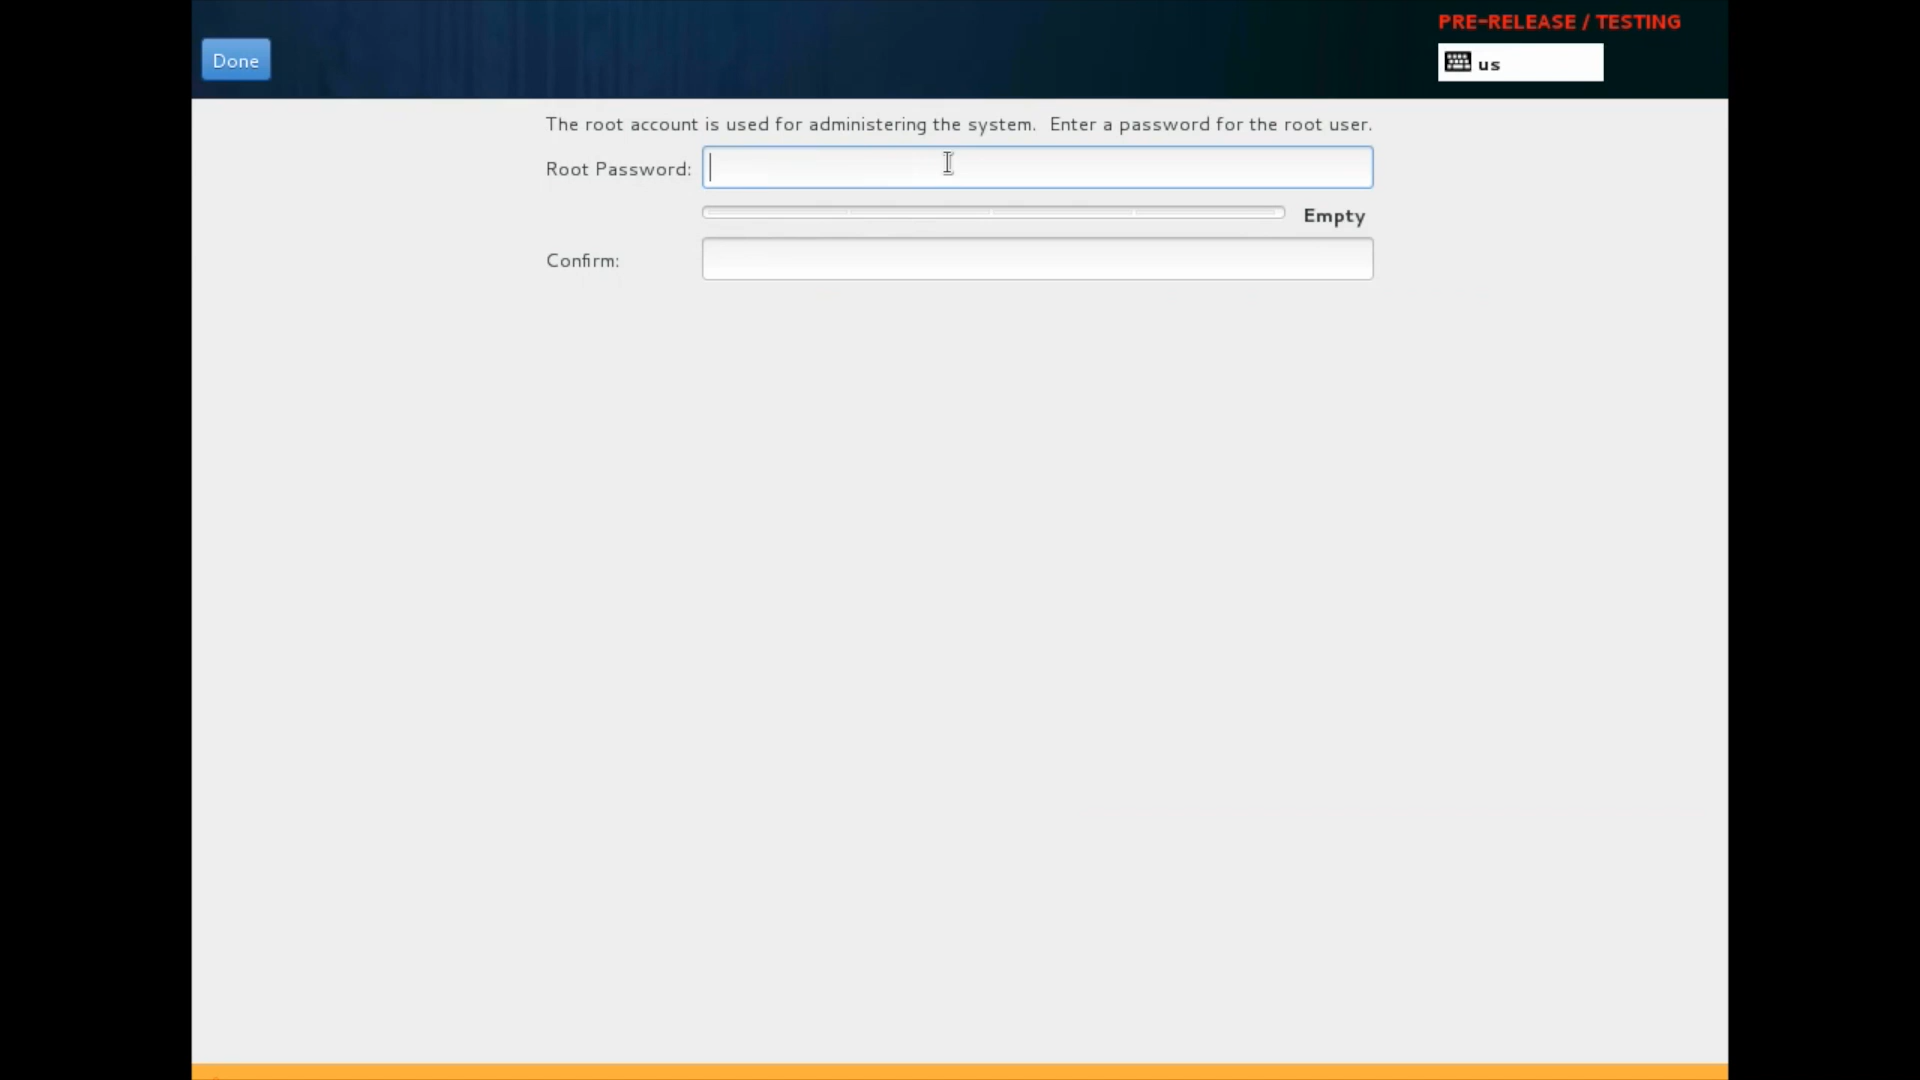 PRE-RELEASE / TESTING
Done
us
The root account is used for administering the system. Enter a password for the root user.
Root Password:
Empty
Confirm: